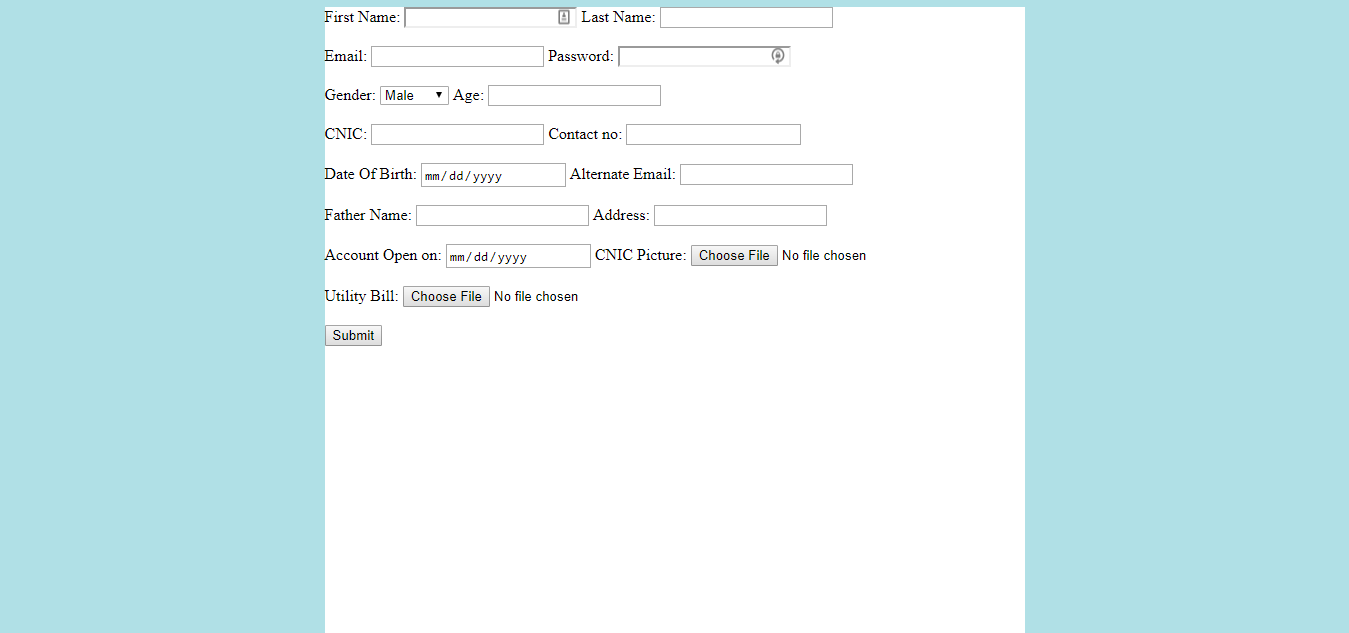 First Name: Last Name:
Email: Password:
Gender: Male Age:
CNIC: Contact no:
Date Of Birth: mm/dd/yyyy Alternate Email:
Father Name: Address:
Account Open on: mm/dd/yyyy CNIC Picture: Choose File No file chosen
Utility Bill: Choose File No file chosen
Submit